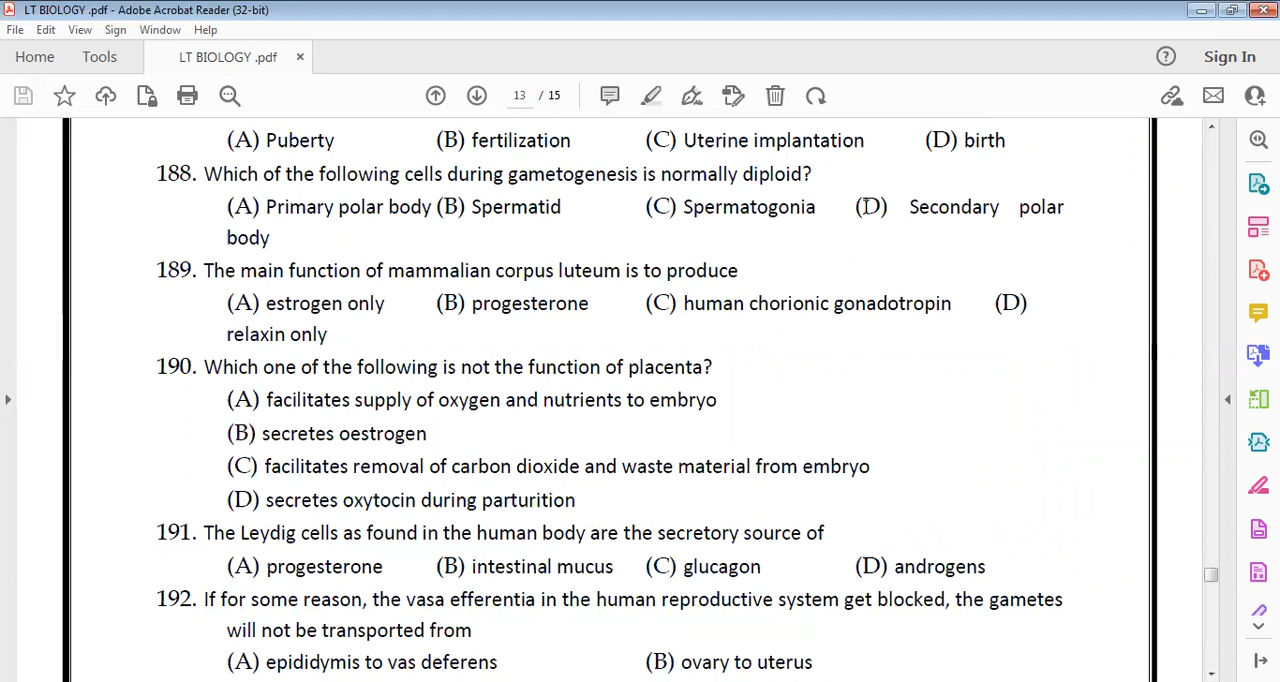 LT BIOLOGY .pdf - Adobe Acrobat Reader (32-bit)
File Edit View Sign Window Help
Home Tools LT BIOLOGY .pdf × Sign In
13 / 15
(A) Puberty (B) fertilization (C) Uterine implantation (D) birth
188. Which of the following cells during gametogenesis is normally diploid?
(A) Primary polar body (B) Spermatid (C) Spermatogonia (D) Secondary polar
body
189. The main function of mammalian corpus luteum is to produce
(A) estrogen only (B) progesterone (C) human chorionic gonadotropin (D)
relaxin only
190. Which one of the following is not the function of placenta?
(A) facilitates supply of oxygen and nutrients to embryo
(B) secretes oestrogen
(C) facilitates removal of carbon dioxide and waste material from embryo
(D) secretes oxytocin during parturition
191. The Leydig cells as found in the human body are the secretory source of
(A) progesterone (B) intestinal mucus (C) glucagon (D) androgens
192. If for some reason, the vasa efferentia in the human reproductive system get blocked, the gametes
will not be transported from
(A) epididymis to vas deferens (B) ovary to uterus